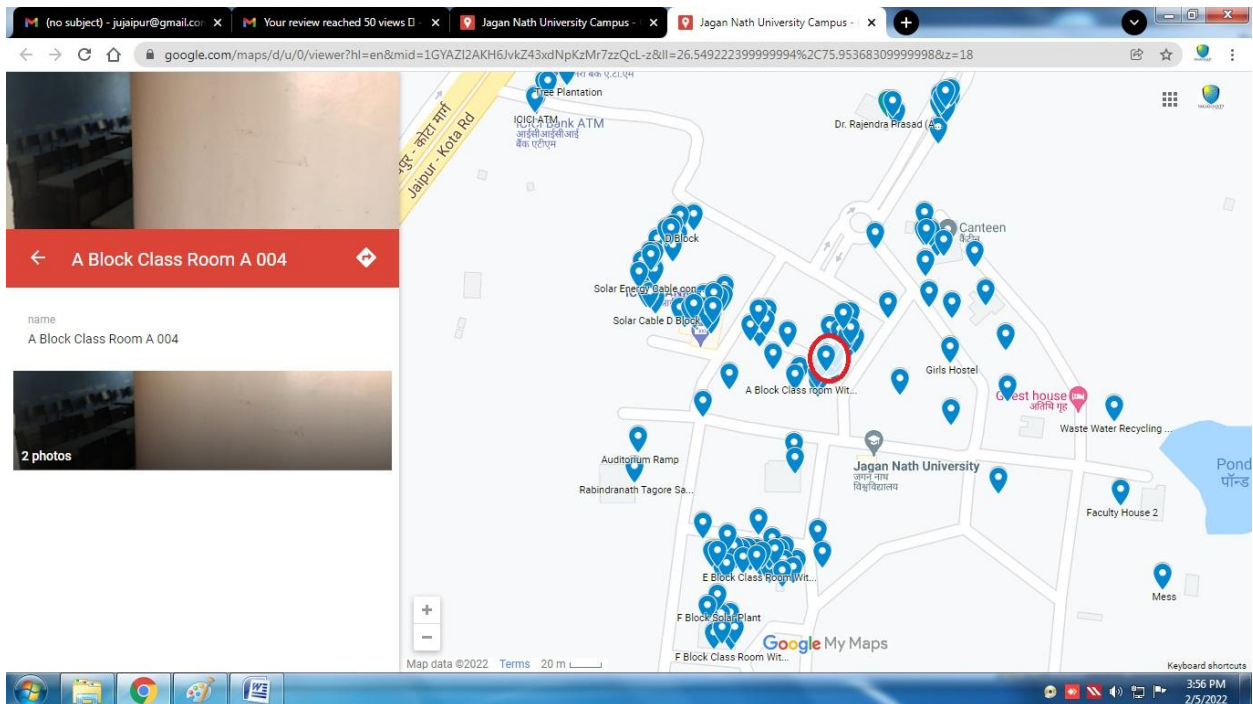 (no subject) - jujaipur@gmail.com
Your review reached 50 views
Jagan Nath University Campus -
Jagan Nath University Campus -
google.com/maps/d/u/0/viewer?hl=en&mid=1GYAZI2AKH6JvkZ43xdNpKzMr7zzQcL-z&ll=26.549222399999994%2C75.95368309999998&z=18
A Block Class Room A 004
name
A Block Class Room A 004
2 photos
Tree Plantation
ICICI ATM
ICICI Bank ATM
आईसीआईसीआई
बैंक एटीएम
Jaipur - Kota Rd
Dr. Rajendra Prasad (A...
Canteen
कैंटीन
D Block
Solar Energy Cable con...
Solar Cable D Block
A Block Class room Wit...
Girls Hostel
Guest house
अतिथि गृह
Waste Water Recycling ...
Auditorium Ramp
Rabindranath Tagore Sa...
Jagan Nath University
जगन नाथ
विश्वविद्यालय
Pond
पॉन्ड
Faculty House 2
E Block Class Room Wit...
Mess
F Block Solar Plant
F Block Class Room Wit...
Google My Maps
Map data ©2022 Terms 20 m
Keyboard shortcuts
3:56 PM
2/5/2022